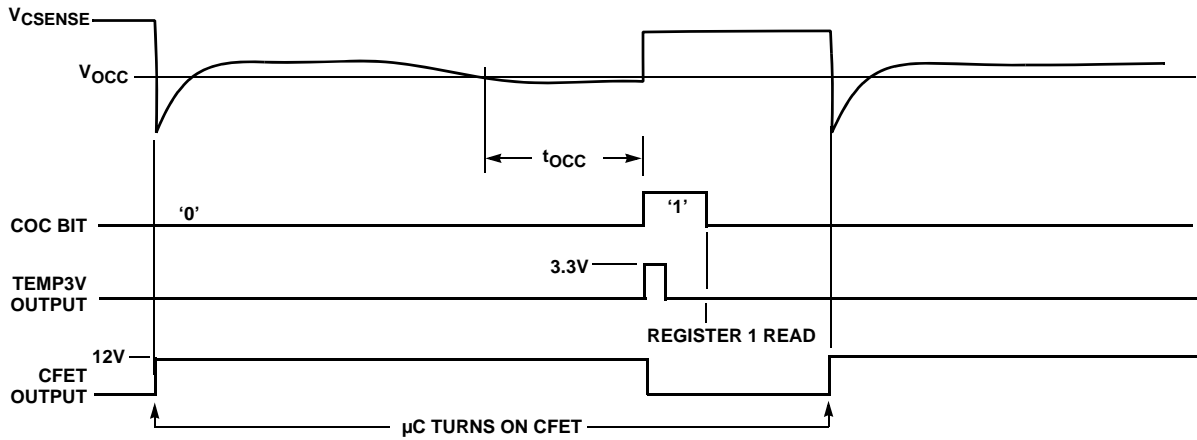 VCSENSE
VOCC
tOCC
COC BIT
‘0’
‘1’
TEMP3V
OUTPUT
3.3V
REGISTER 1 READ
12V
CFET
OUTPUT
µC TURNS ON CFET